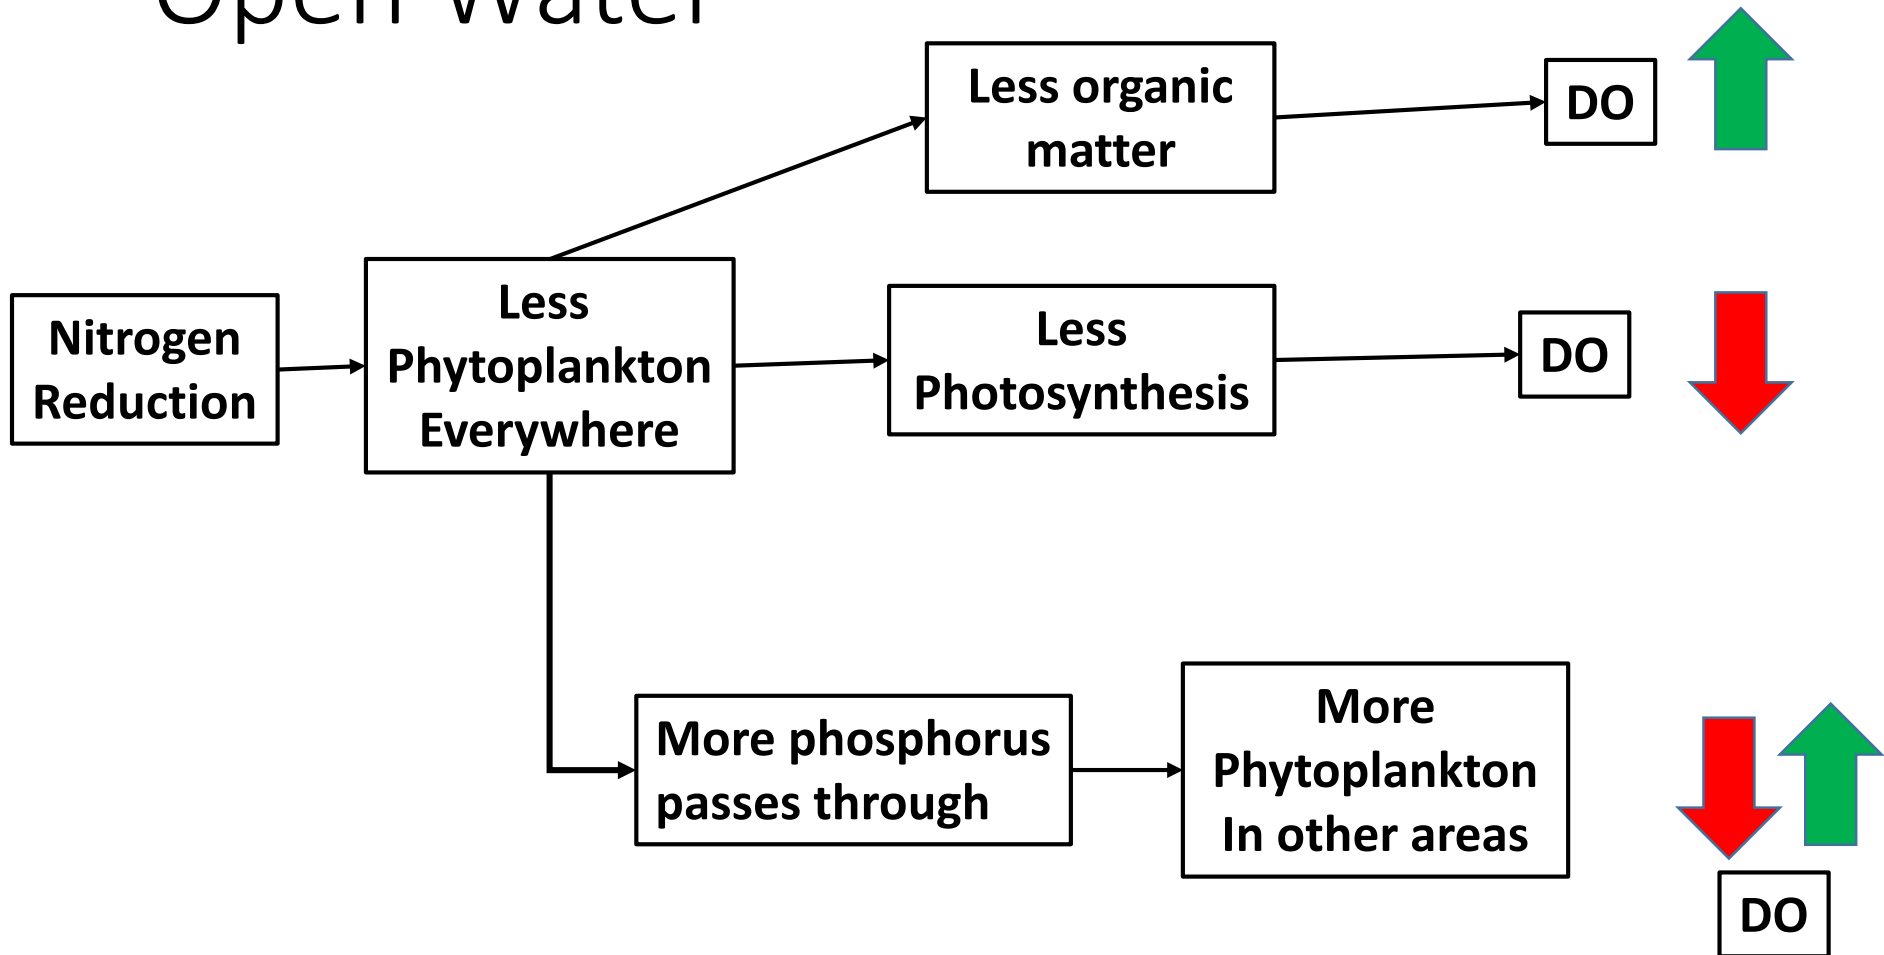 Open Water
Less organic
matter
DO
Nitrogen
Reduction
Less
Phytoplankton
Everywhere
Less
Photosynthesis
DO
More phosphorus
passes through
More
Phytoplankton
In other areas
DO